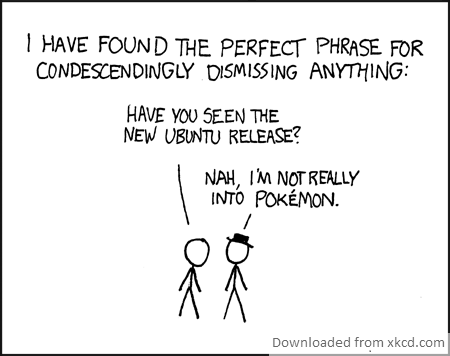 I HAVE FOUND THE PERFECT PHRASE FOR
CONDESCENDINGLY DISMISSING ANYTHING:
HAVE YOU SEEN THE
NEW UBUNTU RELEASE?
NAH, I'M NOT REALLY
INTO POKÉMON.
Downloaded from xkcd.com